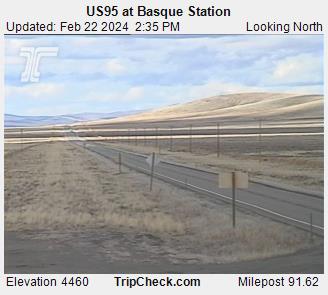 US95 at Basque Station
Updated: Feb 22 2024 2:35 PM Looking North
Elevation 4460 TripCheck.com Milepost 91.62